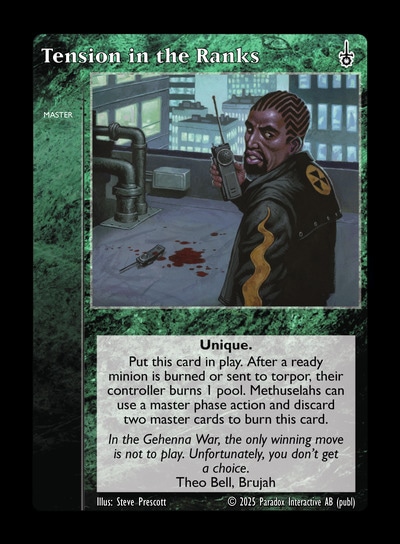 Tension in the Ranks
MASTER
Unique.
Put this card in play. After a ready
minion is burned or sent to torpor, their
controller burns 1 pool. Methuselahs can
use a master phase action and discard
two master cards to burn this card.
In the Gehenna War, the only winning move
is not to play. Unfortunately, you don't get
a choice.
Theo Bell, Brujah
Illus: Steve Prescott
© 2025 Paradox Interactive AB (publ)